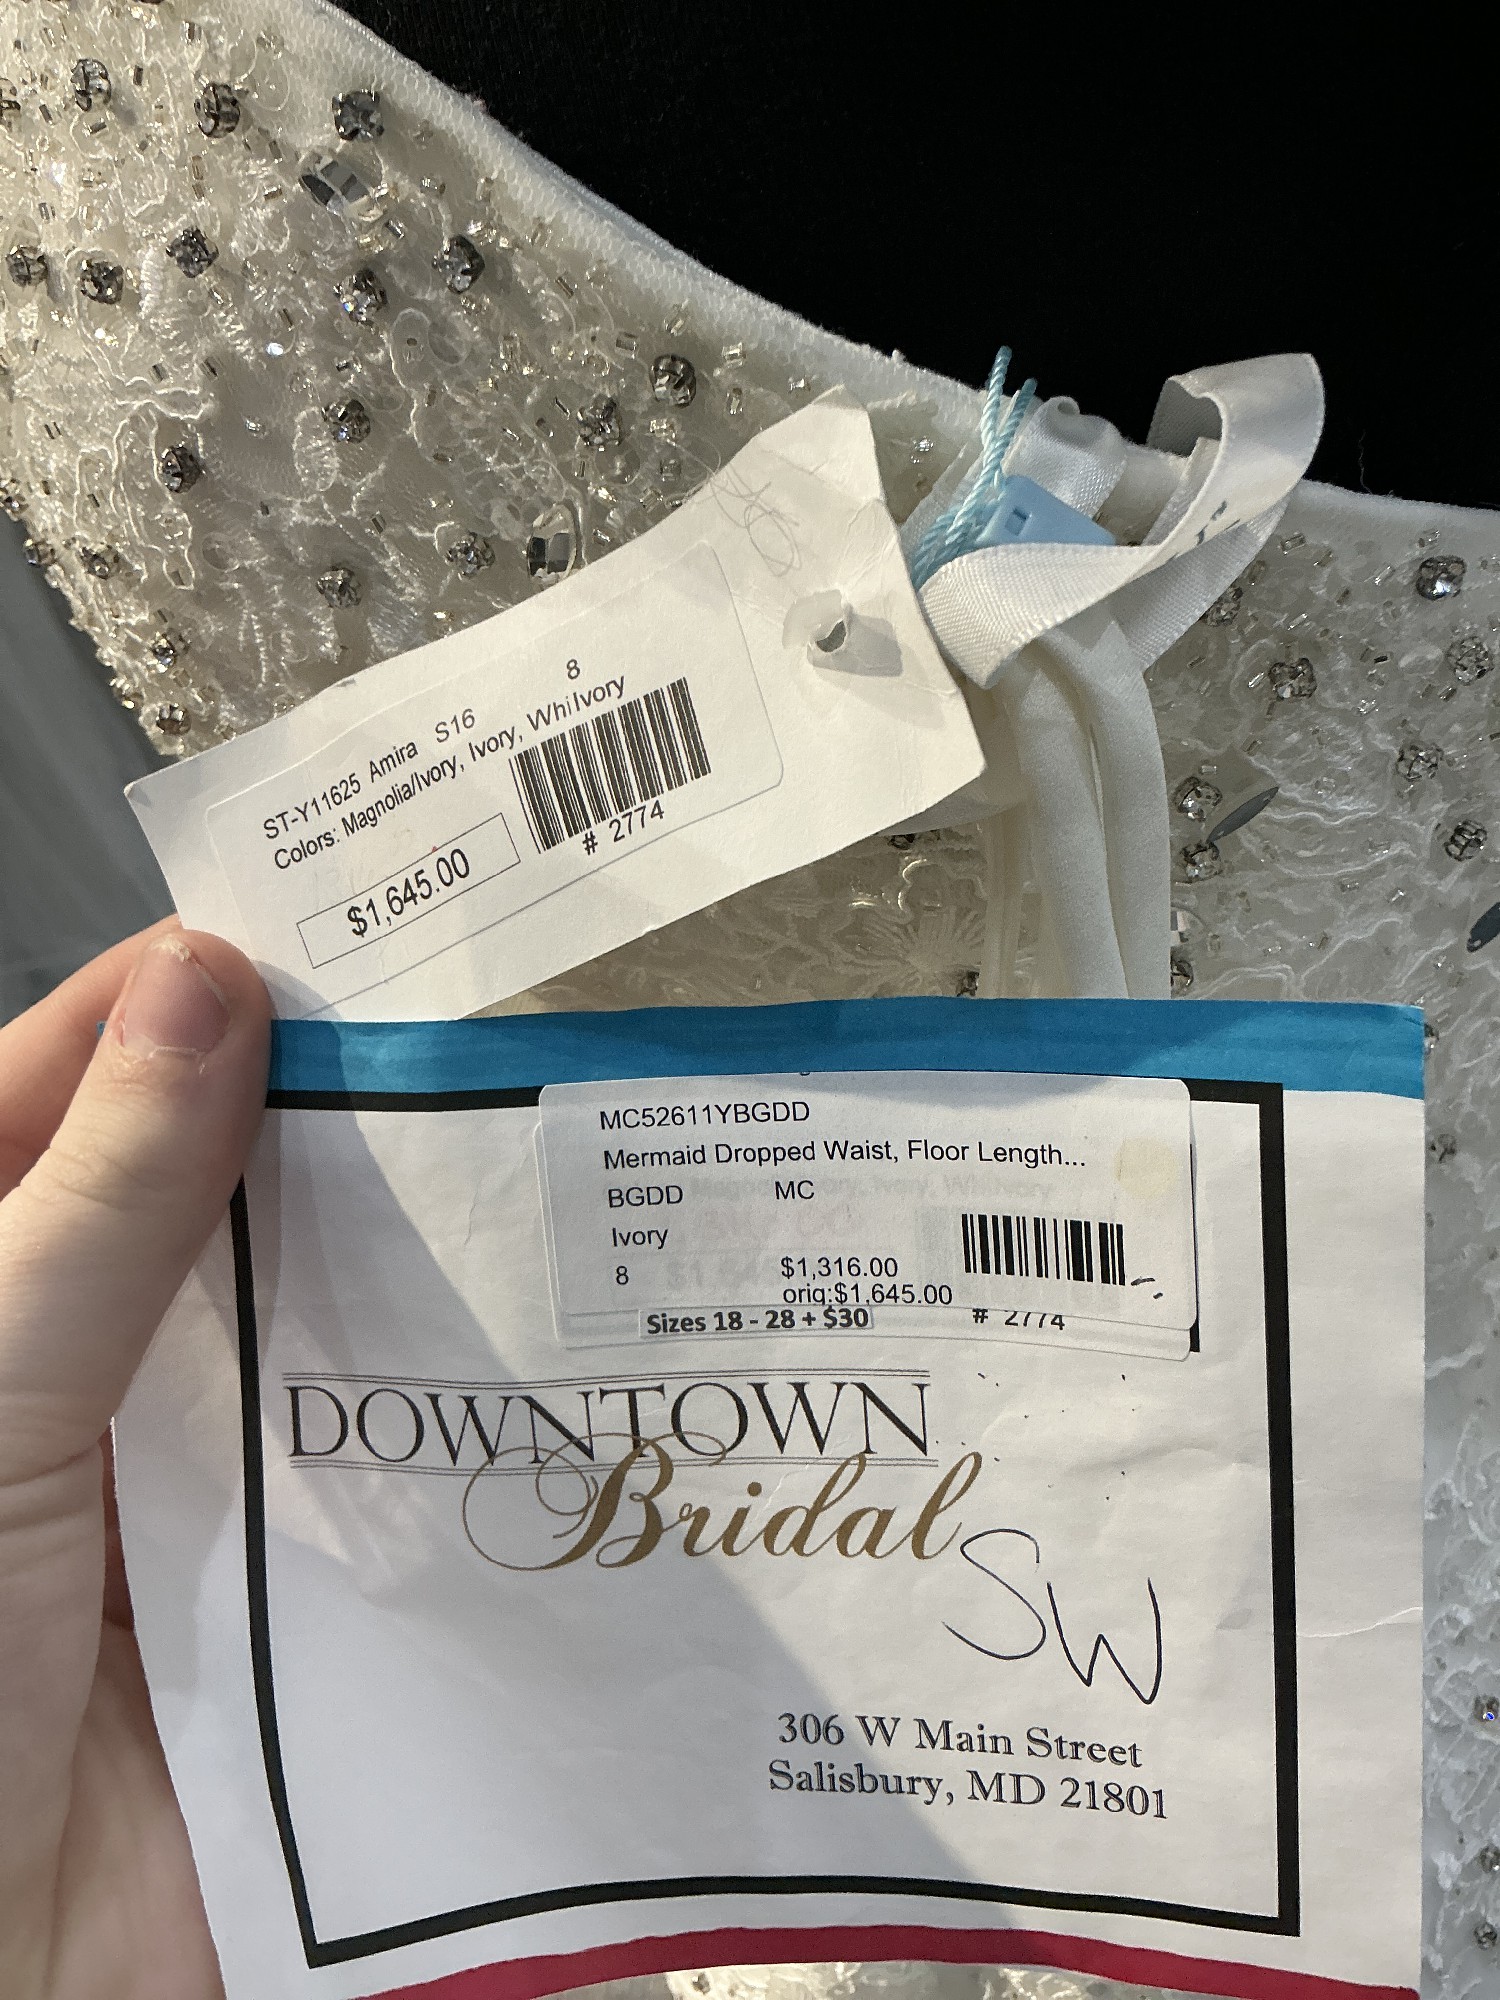 8
ST-Y11625 Amira S16
Colors: Magnolia/Ivory, Ivory, WhiIvory
$1,645.00
# 2774
MC52611YBGDD
Mermaid Dropped Waist, Floor Length...
BGDD MC
Ivory
8 $1,316.00
orig:$1,645.00
Sizes 18 - 28 + $30 # 2774
DOWNTOWN
Bridal
SW
306 W Main Street
Salisbury, MD 21801